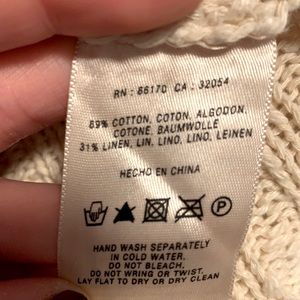 RN : 66170 CA : 32054
69% COTTON, COTON, ALGODON,
COTONE, BAUMWOLLE
31% LINEN, LIN, LINO, LINO, LEINEN
HECHO EN CHINA
HAND WASH SEPARATELY
IN COLD WATER.
DO NOT BLEACH.
DO NOT WRING OR TWIST.
LAY FLAT TO DRY OR DRY CLEAN